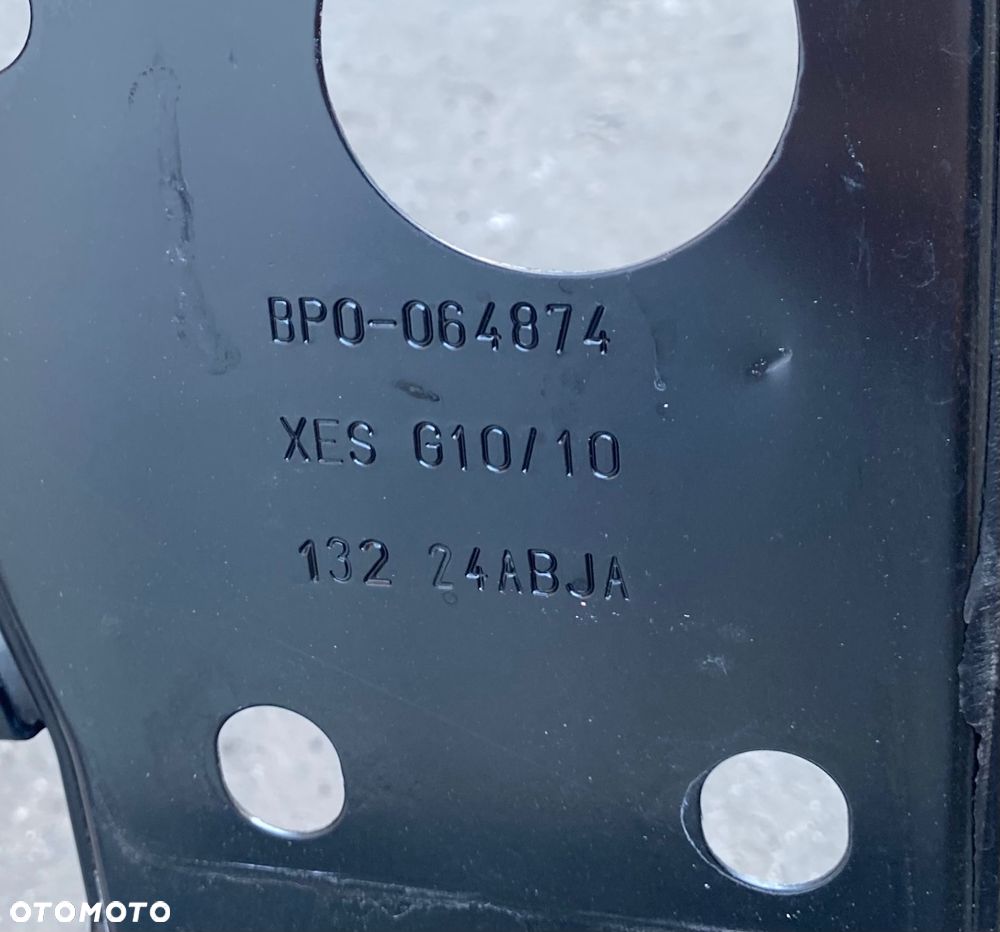 BP0-064874
XES G10/10
132 24ABJA
OTOMOTO